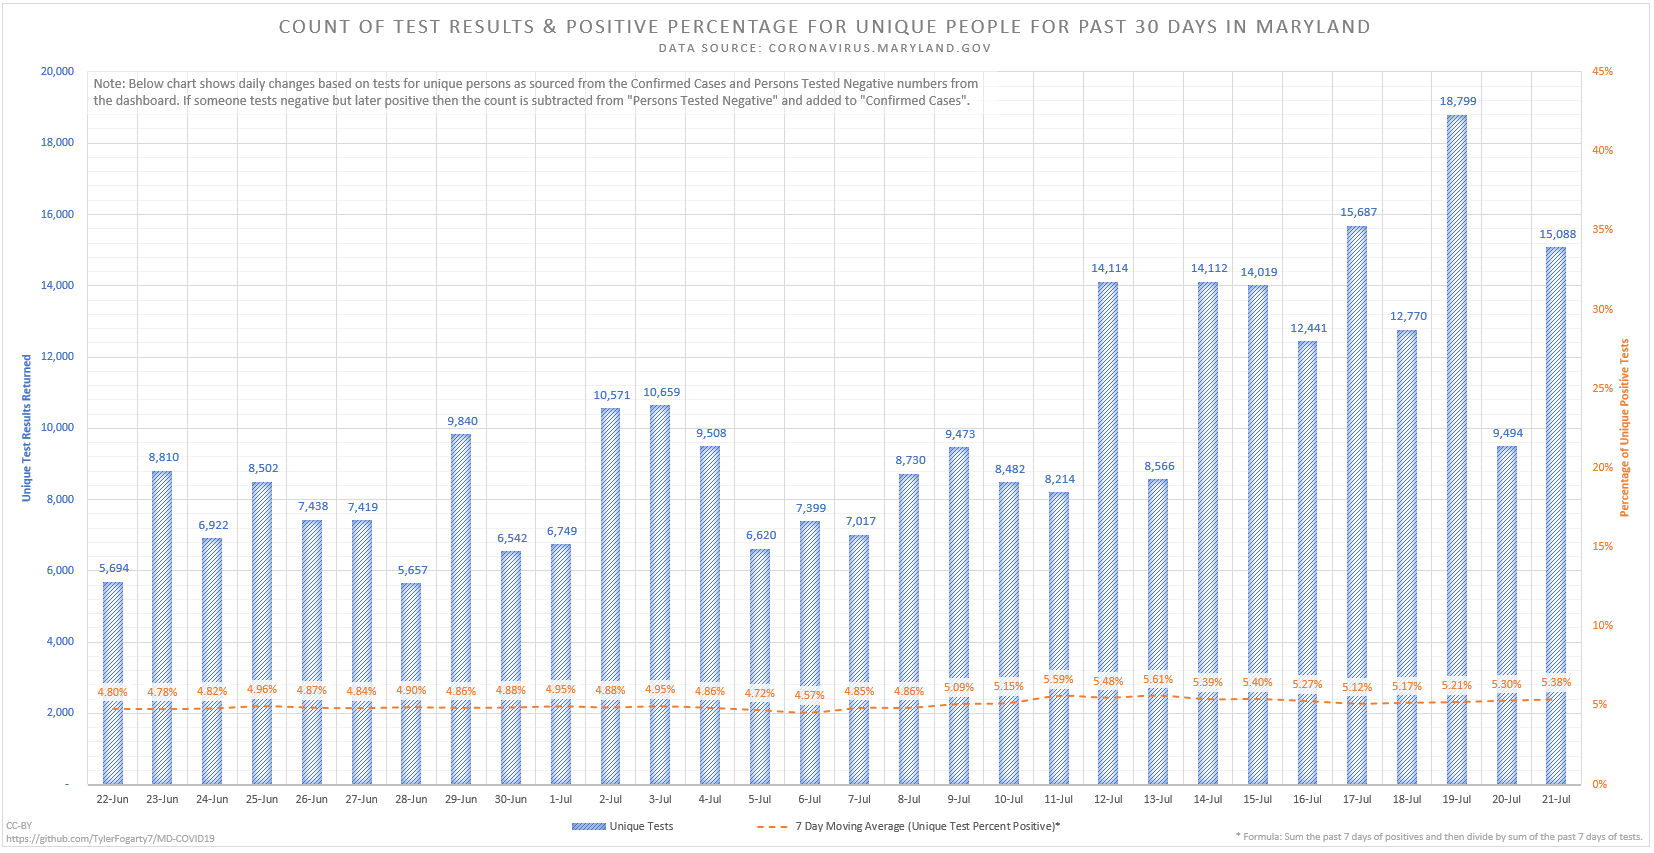 COUNT OF TEST RESULTS & POSITIVE PERCENTAGE FOR UNIQUE PEOPLE FOR PAST 30 DAYS IN MARYLAND
DATA SOURCE: CORONAVIRUS.MARYLAND.GOV
Note: Below chart shows daily changes based on tests for unique persons as sourced from the Confirmed Cases and Persons Tested Negative numbers from
the dashboard. If someone tests negative but later positive then the count is subtracted from "Persons Tested Negative" and added to "Confirmed Cases".
Unique Test Results Returned
20,000
18,000
16,000
14,000
12,000
10,000
8,000
6,000
4,000
2,000
-
5,694
8,810
6,922
8,502
7,438
7,419
5,657
9,840
6,542
6,749
10,571
10,659
9,508
6,620
7,399
7,017
8,730
9,473
8,482
8,214
14,114
8,566
14,112
14,019
12,441
15,687
12,770
18,799
9,494
15,088
4.80%
4.78%
4.82%
4.96%
4.87%
4.84%
4.90%
4.86%
4.88%
4.95%
4.88%
4.95%
4.86%
4.72%
4.57%
4.85%
4.86%
5.09%
5.15%
5.59%
5.48%
5.61%
5.39%
5.40%
5.27%
5.12%
5.17%
5.21%
5.30%
5.38%
45%
40%
35%
30%
25%
20%
15%
10%
5%
0%
Percentage of Unique Positive Tests
22-Jun
23-Jun
24-Jun
25-Jun
26-Jun
27-Jun
28-Jun
29-Jun
30-Jun
1-Jul
2-Jul
3-Jul
4-Jul
5-Jul
6-Jul
7-Jul
8-Jul
9-Jul
10-Jul
11-Jul
12-Jul
13-Jul
14-Jul
15-Jul
16-Jul
17-Jul
18-Jul
19-Jul
20-Jul
21-Jul
Unique Tests
7 Day Moving Average (Unique Test Percent Positive)*
CC-BY
https://github.com/TylerFogarty7/MD-COVID19
* Formula: Sum the past 7 days of positives and then divide by sum of the past 7 days of tests.